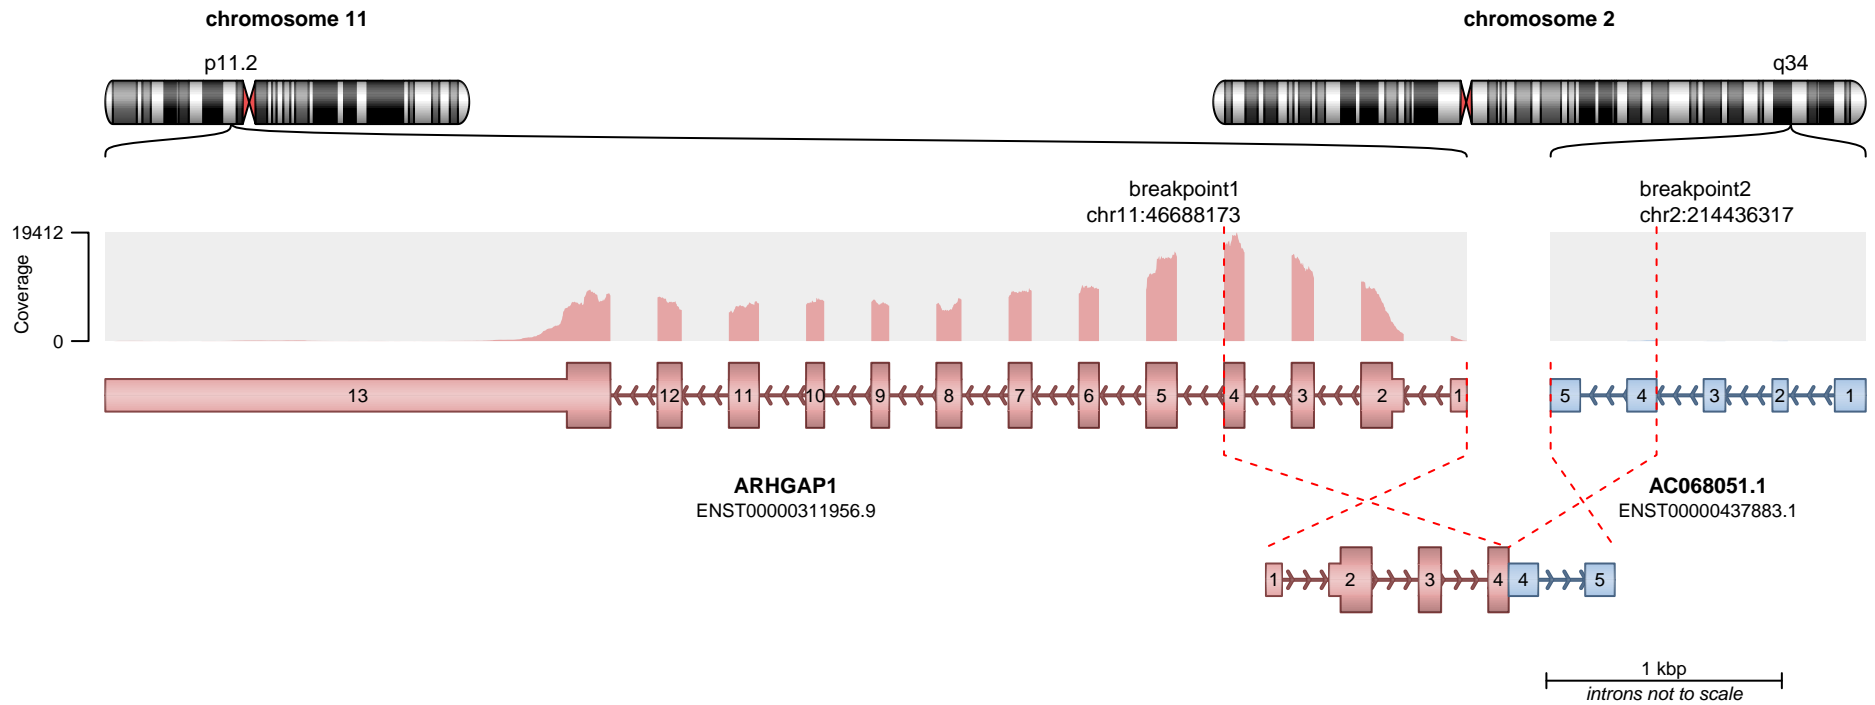 chromosome 11
chromosome 2
p11.2
q34
breakpoint1
chr11:46688173
breakpoint2
chr2:214436317
19412
Coverage
0
13
12
11
10
9
8
7
6
5
4
3
2
1
5
4
3
2
1
ARHGAP1
ENST00000311956.9
AC068051.1
ENST00000437883.1
1
2
3
4
4
5
1 kbp
introns not to scale